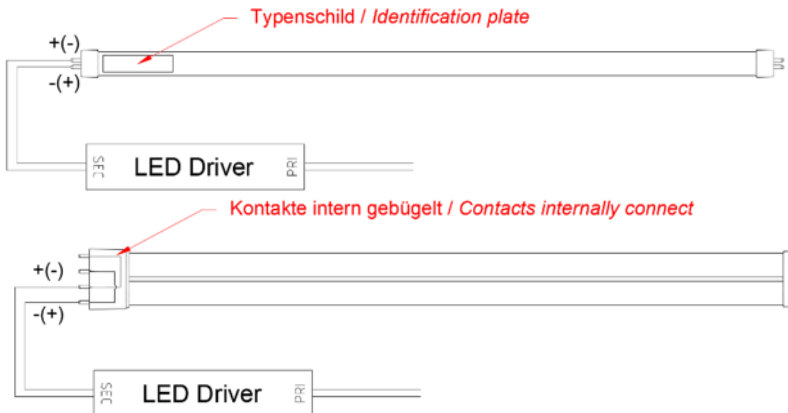 Typenschild / Identification plate
+(-)
-(+)
SEC LED Driver PRI
Kontakte intern gebügelt / Contacts internally connect
+(-)
-(+)
SEC LED Driver PRI